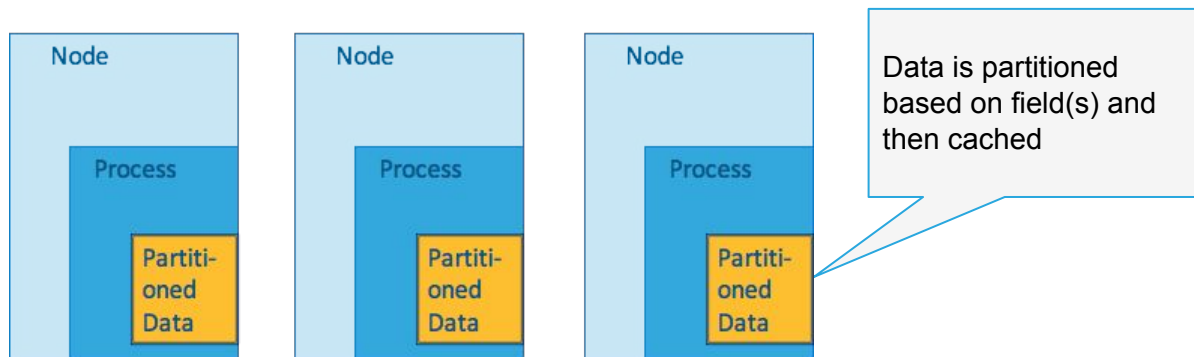 Node
Process
Partiti-
oned
Data
Node
Process
Partiti-
oned
Data
Node
Process
Partiti-
oned
Data
Data is partitioned
based on field(s) and
then cached